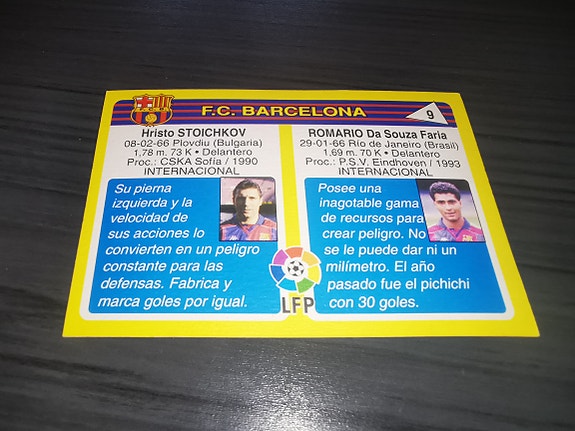 F.C. BARCELONA
9
Hristo STOICHKOV
08-02-66 Plovdiu (Bulgaria)
1,78 m. 73 K • Delantero
Proc.: CSKA Sofía / 1990
INTERNACIONAL
Su pierna
izquierda y la
velocidad de
sus acciones lo
convierten en un peligro
constante para las
defensas. Fabrica y
marca goles por igual.
ROMARIO Da Souza Faria
29-01-66 Río de Janeiro (Brasil)
1,69 m. 70 K • Delantero
Proc.: P.S.V. Eindhoven / 1993
INTERNACIONAL
Posee una
inagotable gama
de recursos para
crear peligro. No
se le puede dar ni un
milímetro. El año
pasado fue el pichichi
con 30 goles.
LFP